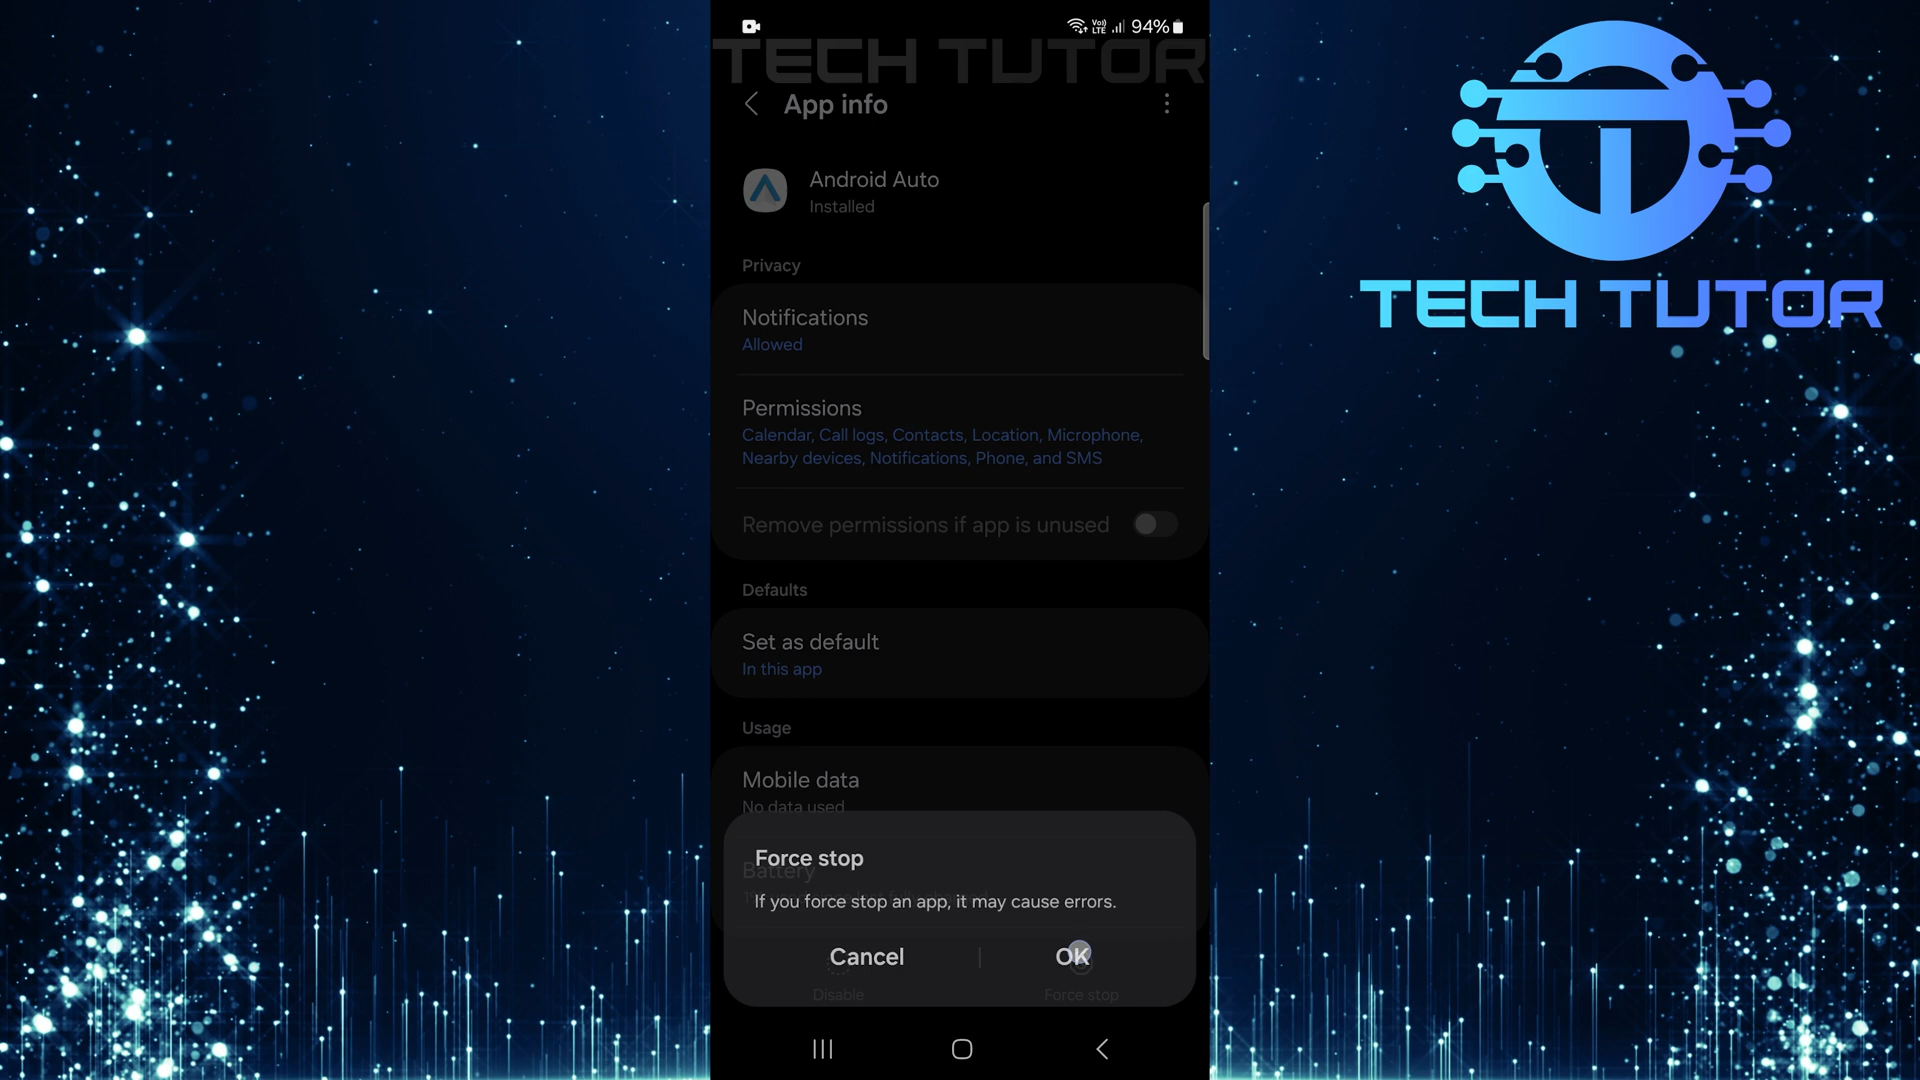 VoLTE 94%
TECH TUTOR
App info
Android Auto
Installed
Privacy
Notifications
Allowed
Permissions
Calendar, Call logs, Contacts, Location, Microphone,
Nearby devices, Notifications, Phone, and SMS
Remove permissions if app is unused
Defaults
Set as default
In this app
Usage
Mobile data
No data used
Force stop
Battery
If you force stop an app, it may cause errors.
Cancel OK
Disable Force stop
TECH TUTOR